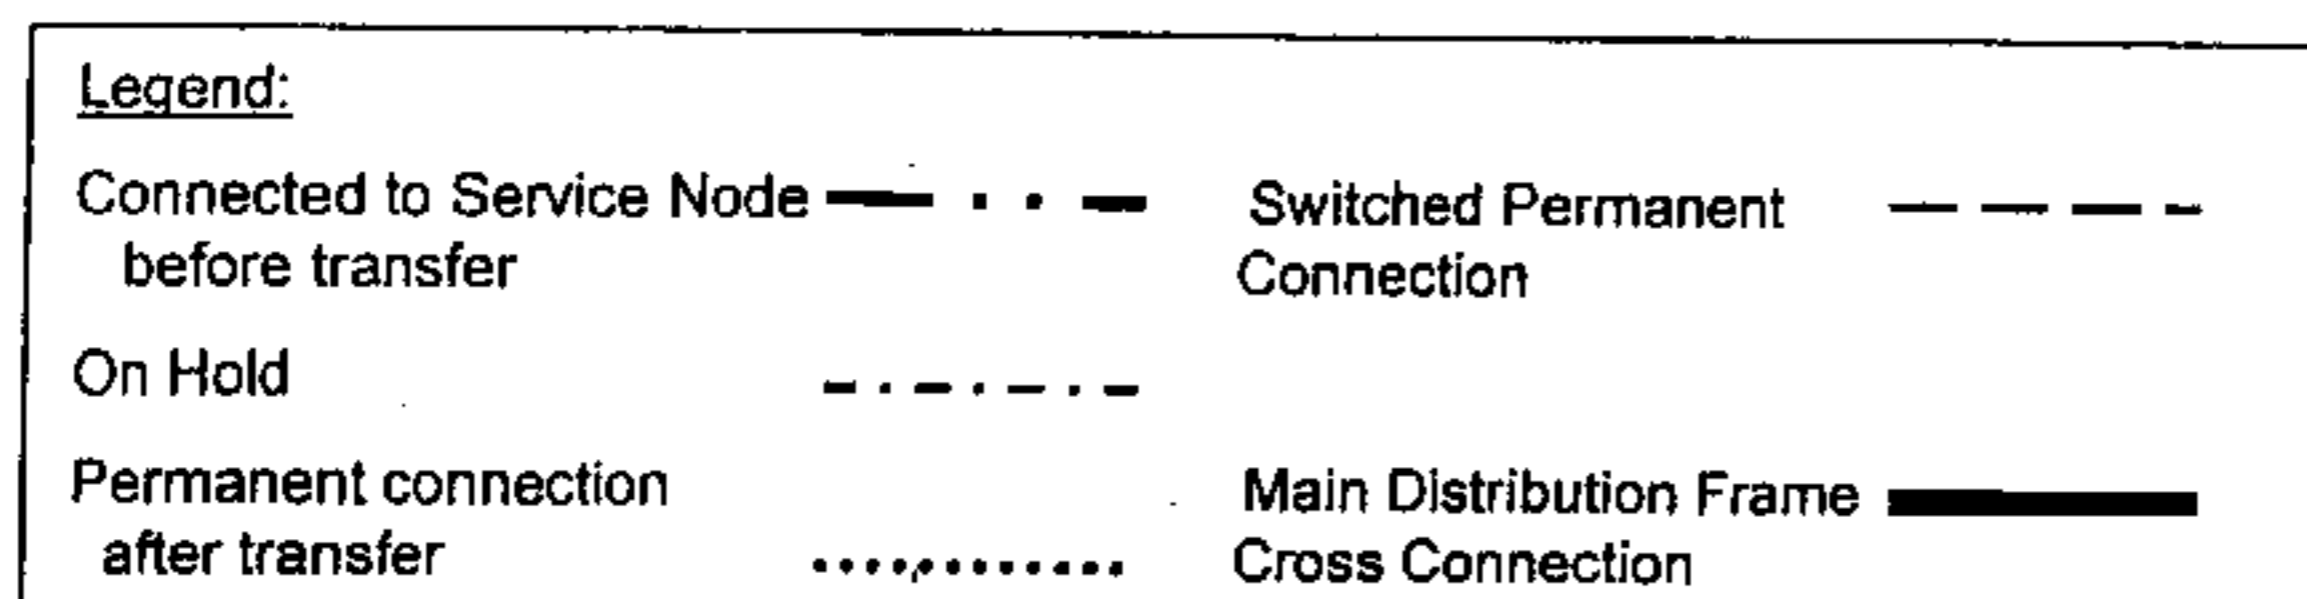 Legend:
Connected to Service Node
before transfer
Switched Permanent
Connection
On Hold
Permanent connection
after transfer
Main Distribution Frame
Cross Connection